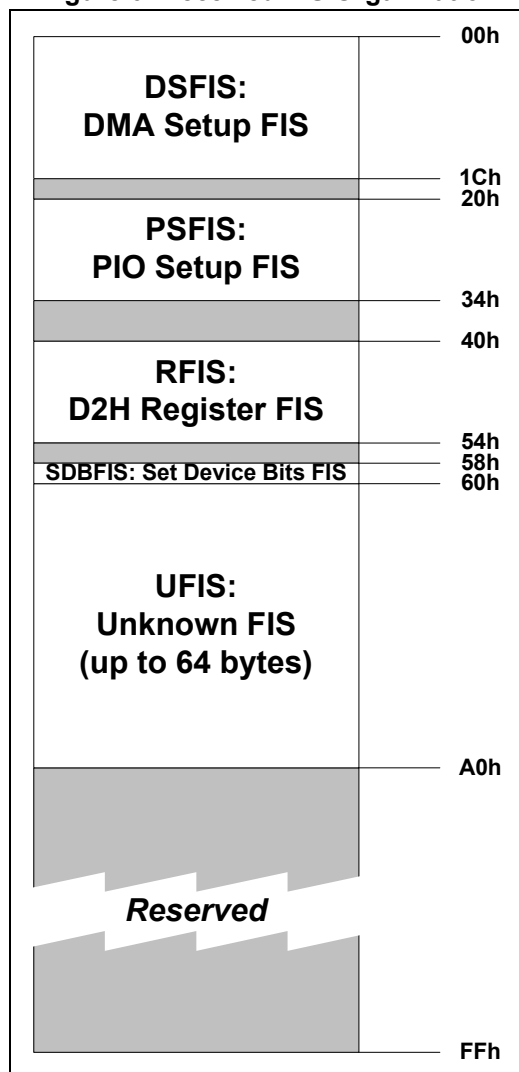 00h
DSFIS:
DMA Setup FIS
1Ch
20h
PSFIS:
PIO Setup FIS
34h
40h
RFIS:
D2H Register FIS
54h
58h
SDBFIS: Set Device Bits FIS
60h
UFIS:
Unknown FIS
(up to 64 bytes)
A0h
Reserved
FFh